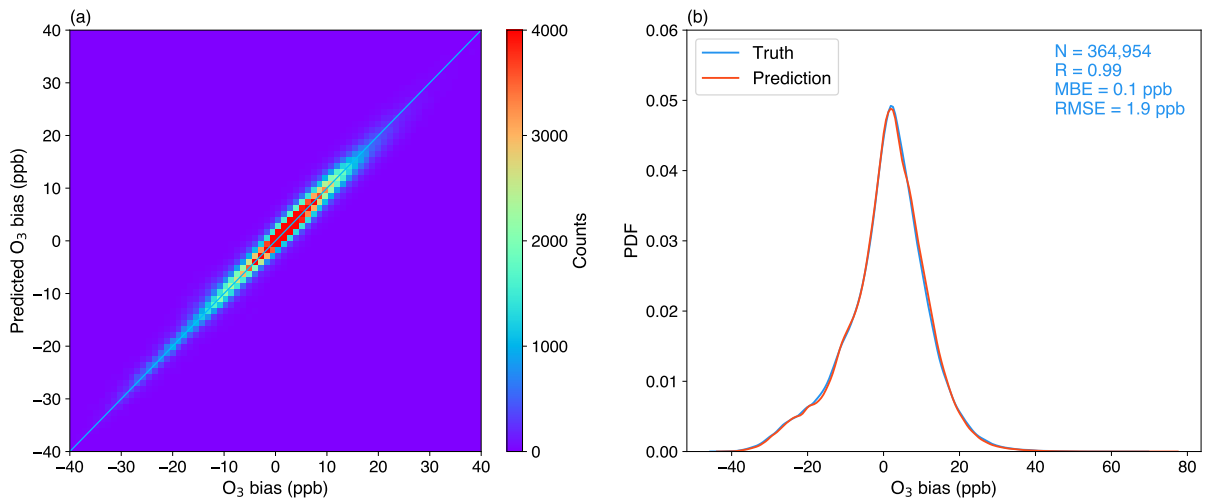 (a)
40
30
20
10
0
−10
−20
−30
−40
−40 −30 −20 −10 0 10 20 30 40
Predicted O₃ bias (ppb)
O₃ bias (ppb)
4000
3000
2000
1000
0
Counts
(b)
Truth
Prediction
N = 364,954
R = 0.99
MBE = 0.1 ppb
RMSE = 1.9 ppb
0.06
0.05
0.04
0.03
0.02
0.01
0.00
PDF
−40 −20 0 20 40 60 80
O₃ bias (ppb)